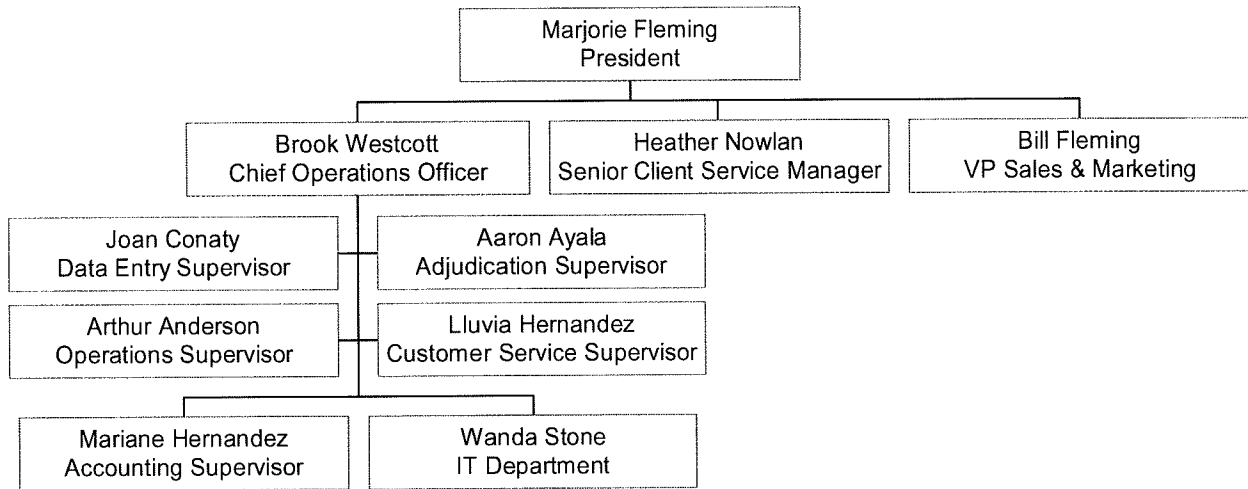 Marjorie Fleming
President
Brook Westcott
Chief Operations Officer
Heather Nowlan
Senior Client Service Manager
Bill Fleming
VP Sales & Marketing
Joan Conaty
Data Entry Supervisor
Aaron Ayala
Adjudication Supervisor
Arthur Anderson
Operations Supervisor
Lluvia Hernandez
Customer Service Supervisor
Mariane Hernandez
Accounting Supervisor
Wanda Stone
IT Department